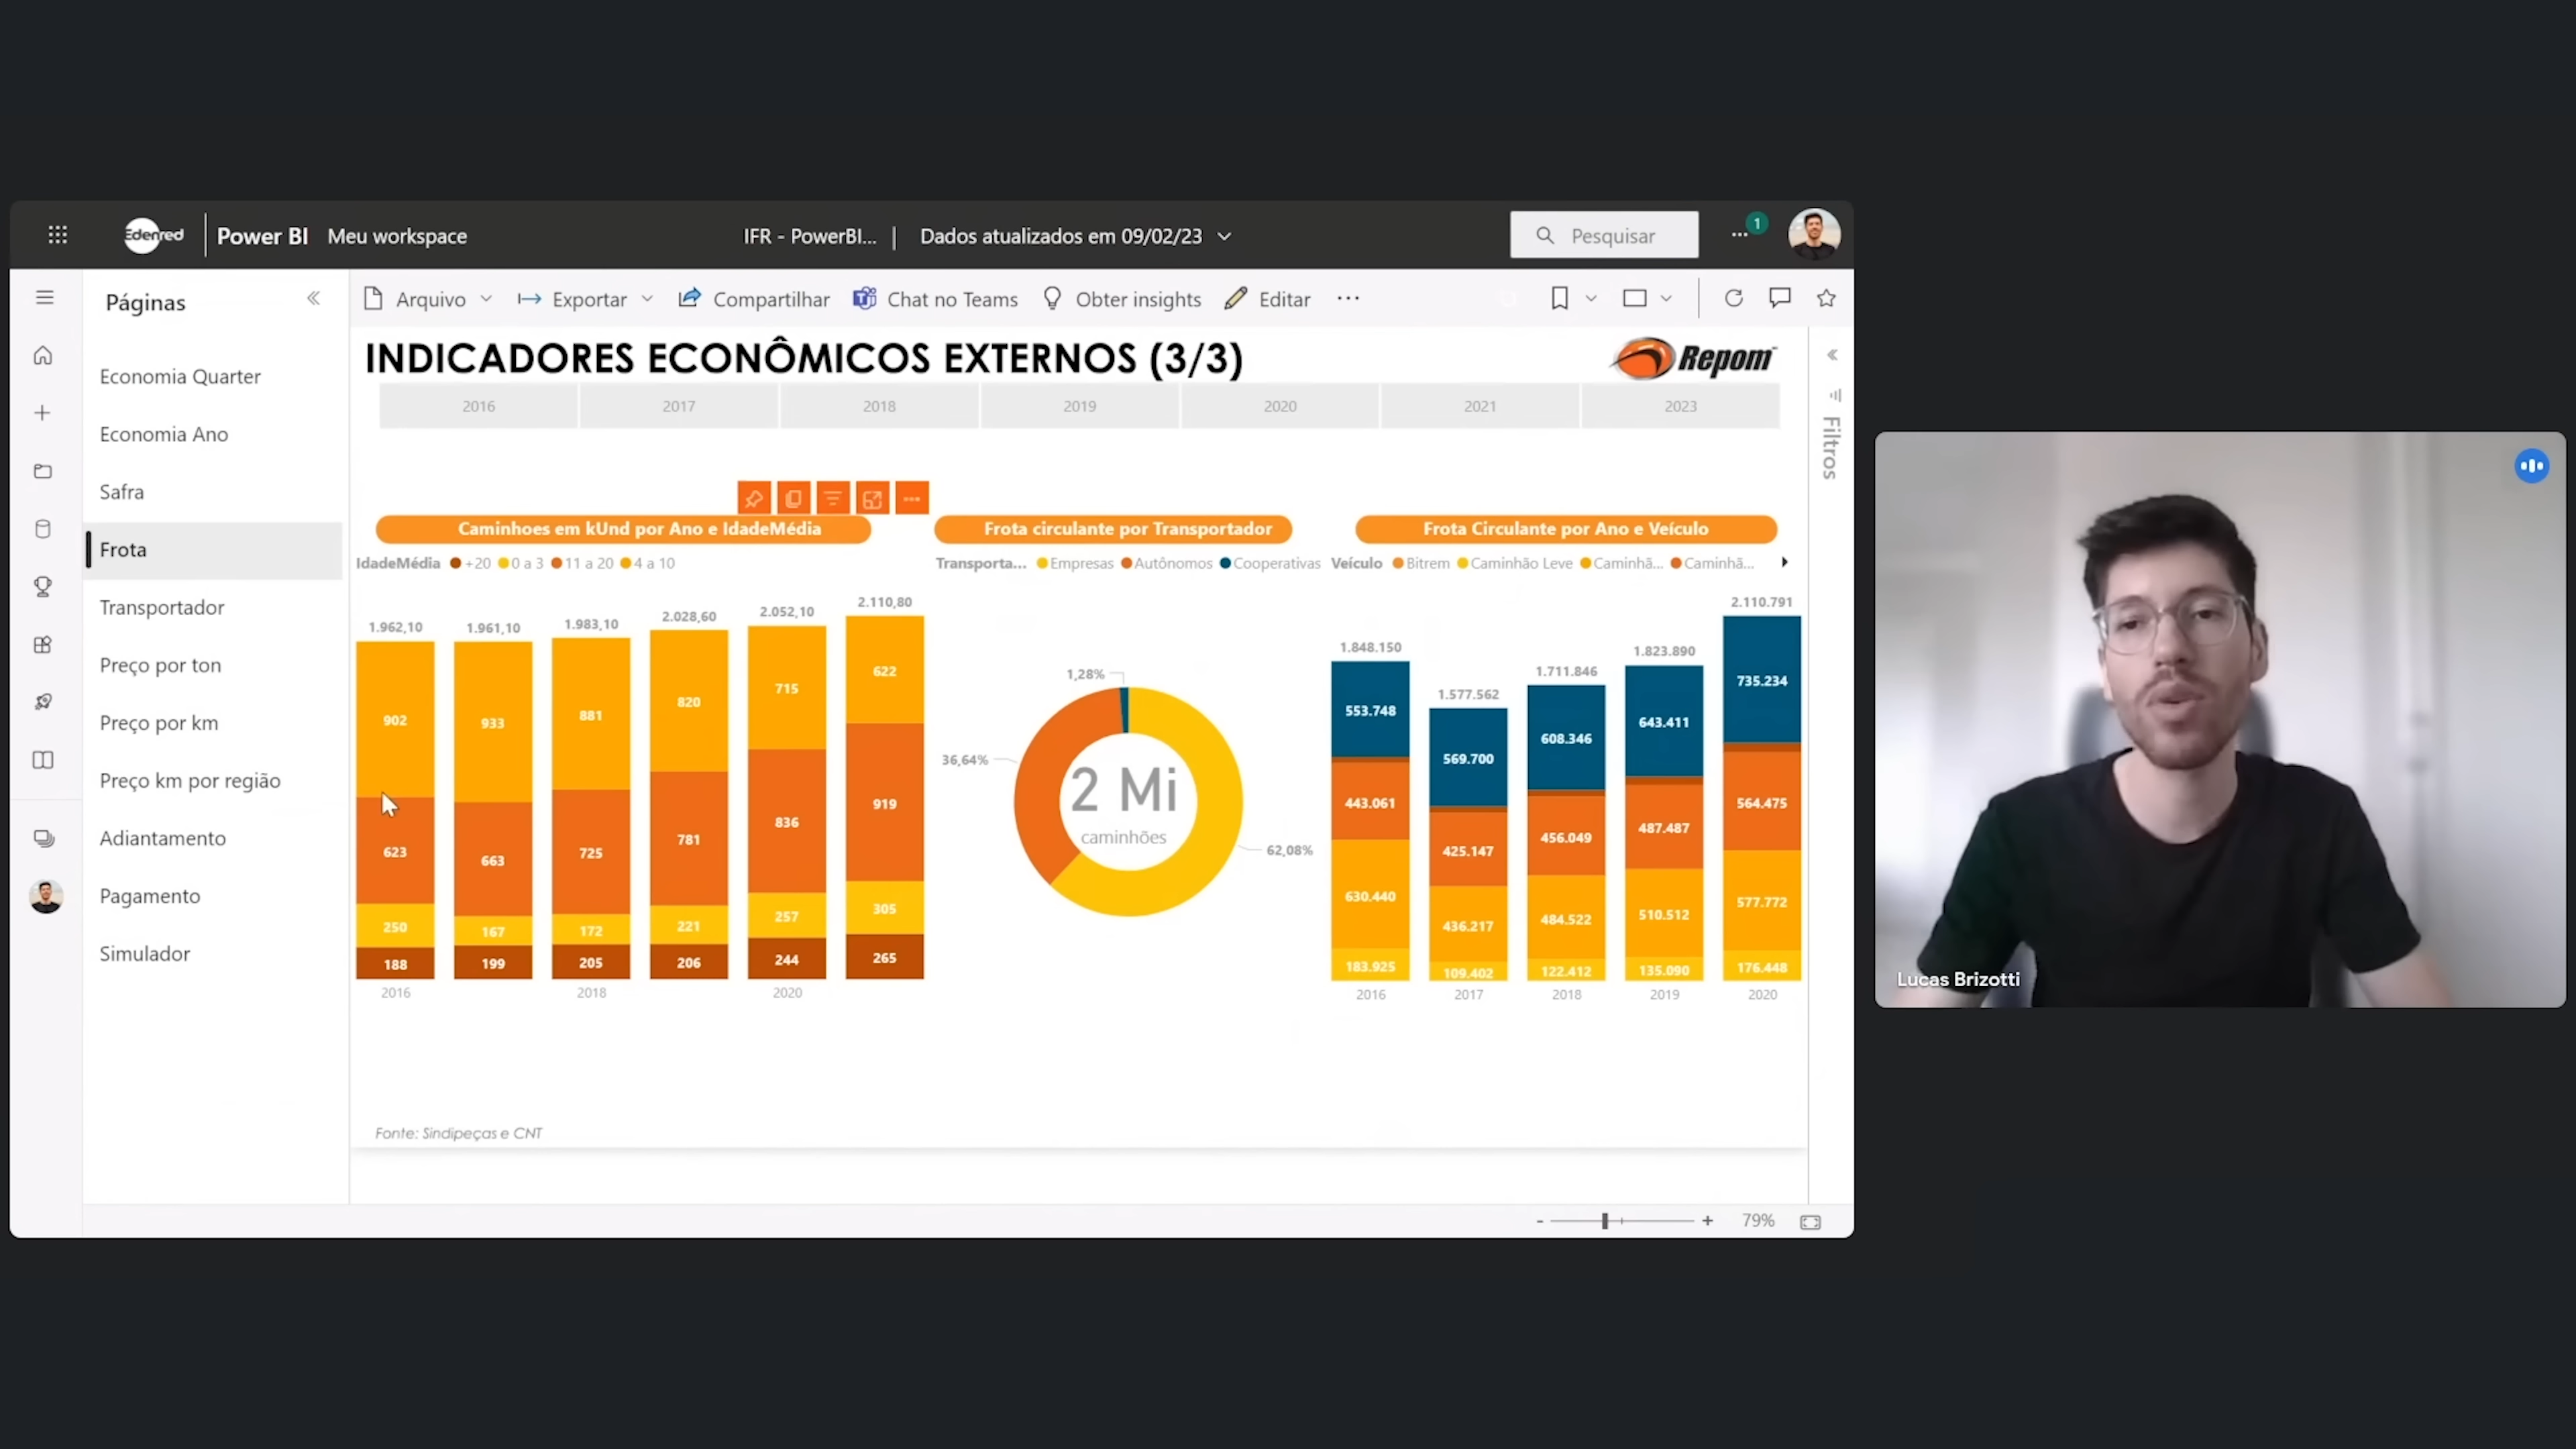 Edenred
Power BI
Meu workspace
IFR - PowerBI... | Dados atualizados em 09/02/23
Pesquisar
1
Páginas
Economia Quarter
Economia Ano
Safra
Frota
Transportador
Preço por ton
Preço por km
Preço km por região
Adiantamento
Pagamento
Simulador
Arquivo
Exportar
Compartilhar
Chat no Teams
Obter insights
Editar
INDICADORES ECONÔMICOS EXTERNOS (3/3)
Repom
2016 2017 2018 2019 2020 2021 2023
Filtros
Caminhoes em kUnd por Ano e IdadeMédia
IdadeMédia +20 0 a 3 11 a 20 4 a 10
1.962,10 1.961,10 1.983,10 2.028,60 2.052,10 2.110,80
902 933 881 820 715 622
623 663 725 781 836 919
250 167 172 221 257 305
188 199 205 206 244 265
2016 2018 2020
Frota circulante por Transportador
Transporta... Empresas Autônomos Cooperativas
1,28%
36,64%
62,08%
2 Mi
caminhões
Frota Circulante por Ano e Veículo
Veículo Bitrem Caminhão Leve Caminhã... Caminhã...
1.848.150 1.577.562 1.711.846 1.823.890 2.110.791
553.748 569.700 608.346 643.411 735.234
443.061 425.147 456.049 487.487 564.475
630.440 436.217 484.522 510.512 577.772
183.925 109.402 122.412 135.090 176.448
2016 2017 2018 2019 2020
Fonte: Sindipeças e CNT
- + 79%
Lucas Brizotti